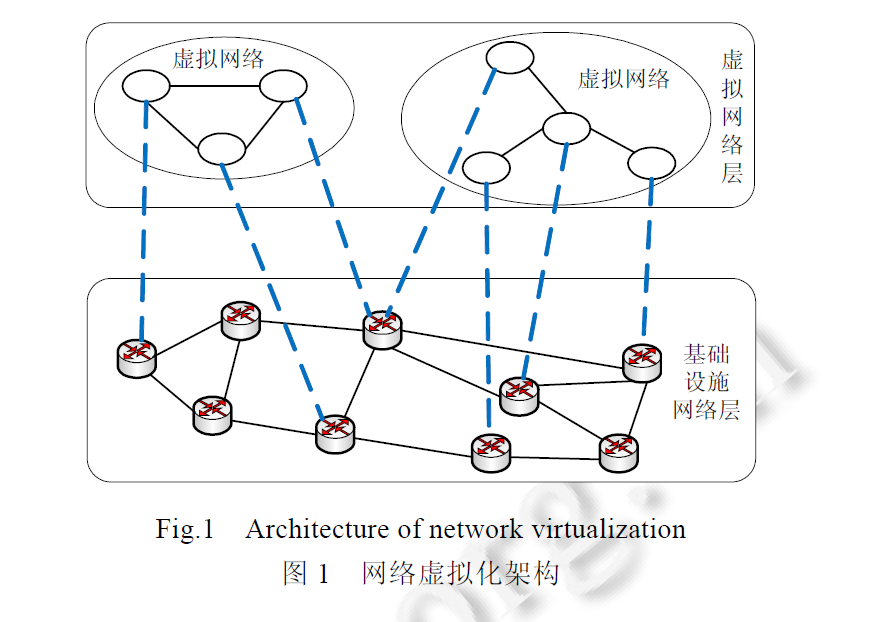 虚拟网络
虚拟网络
虚拟网络层
基础
设施
网络层
Fig.1 Architecture of network virtualization
图 1 网络虚拟化架构
org.